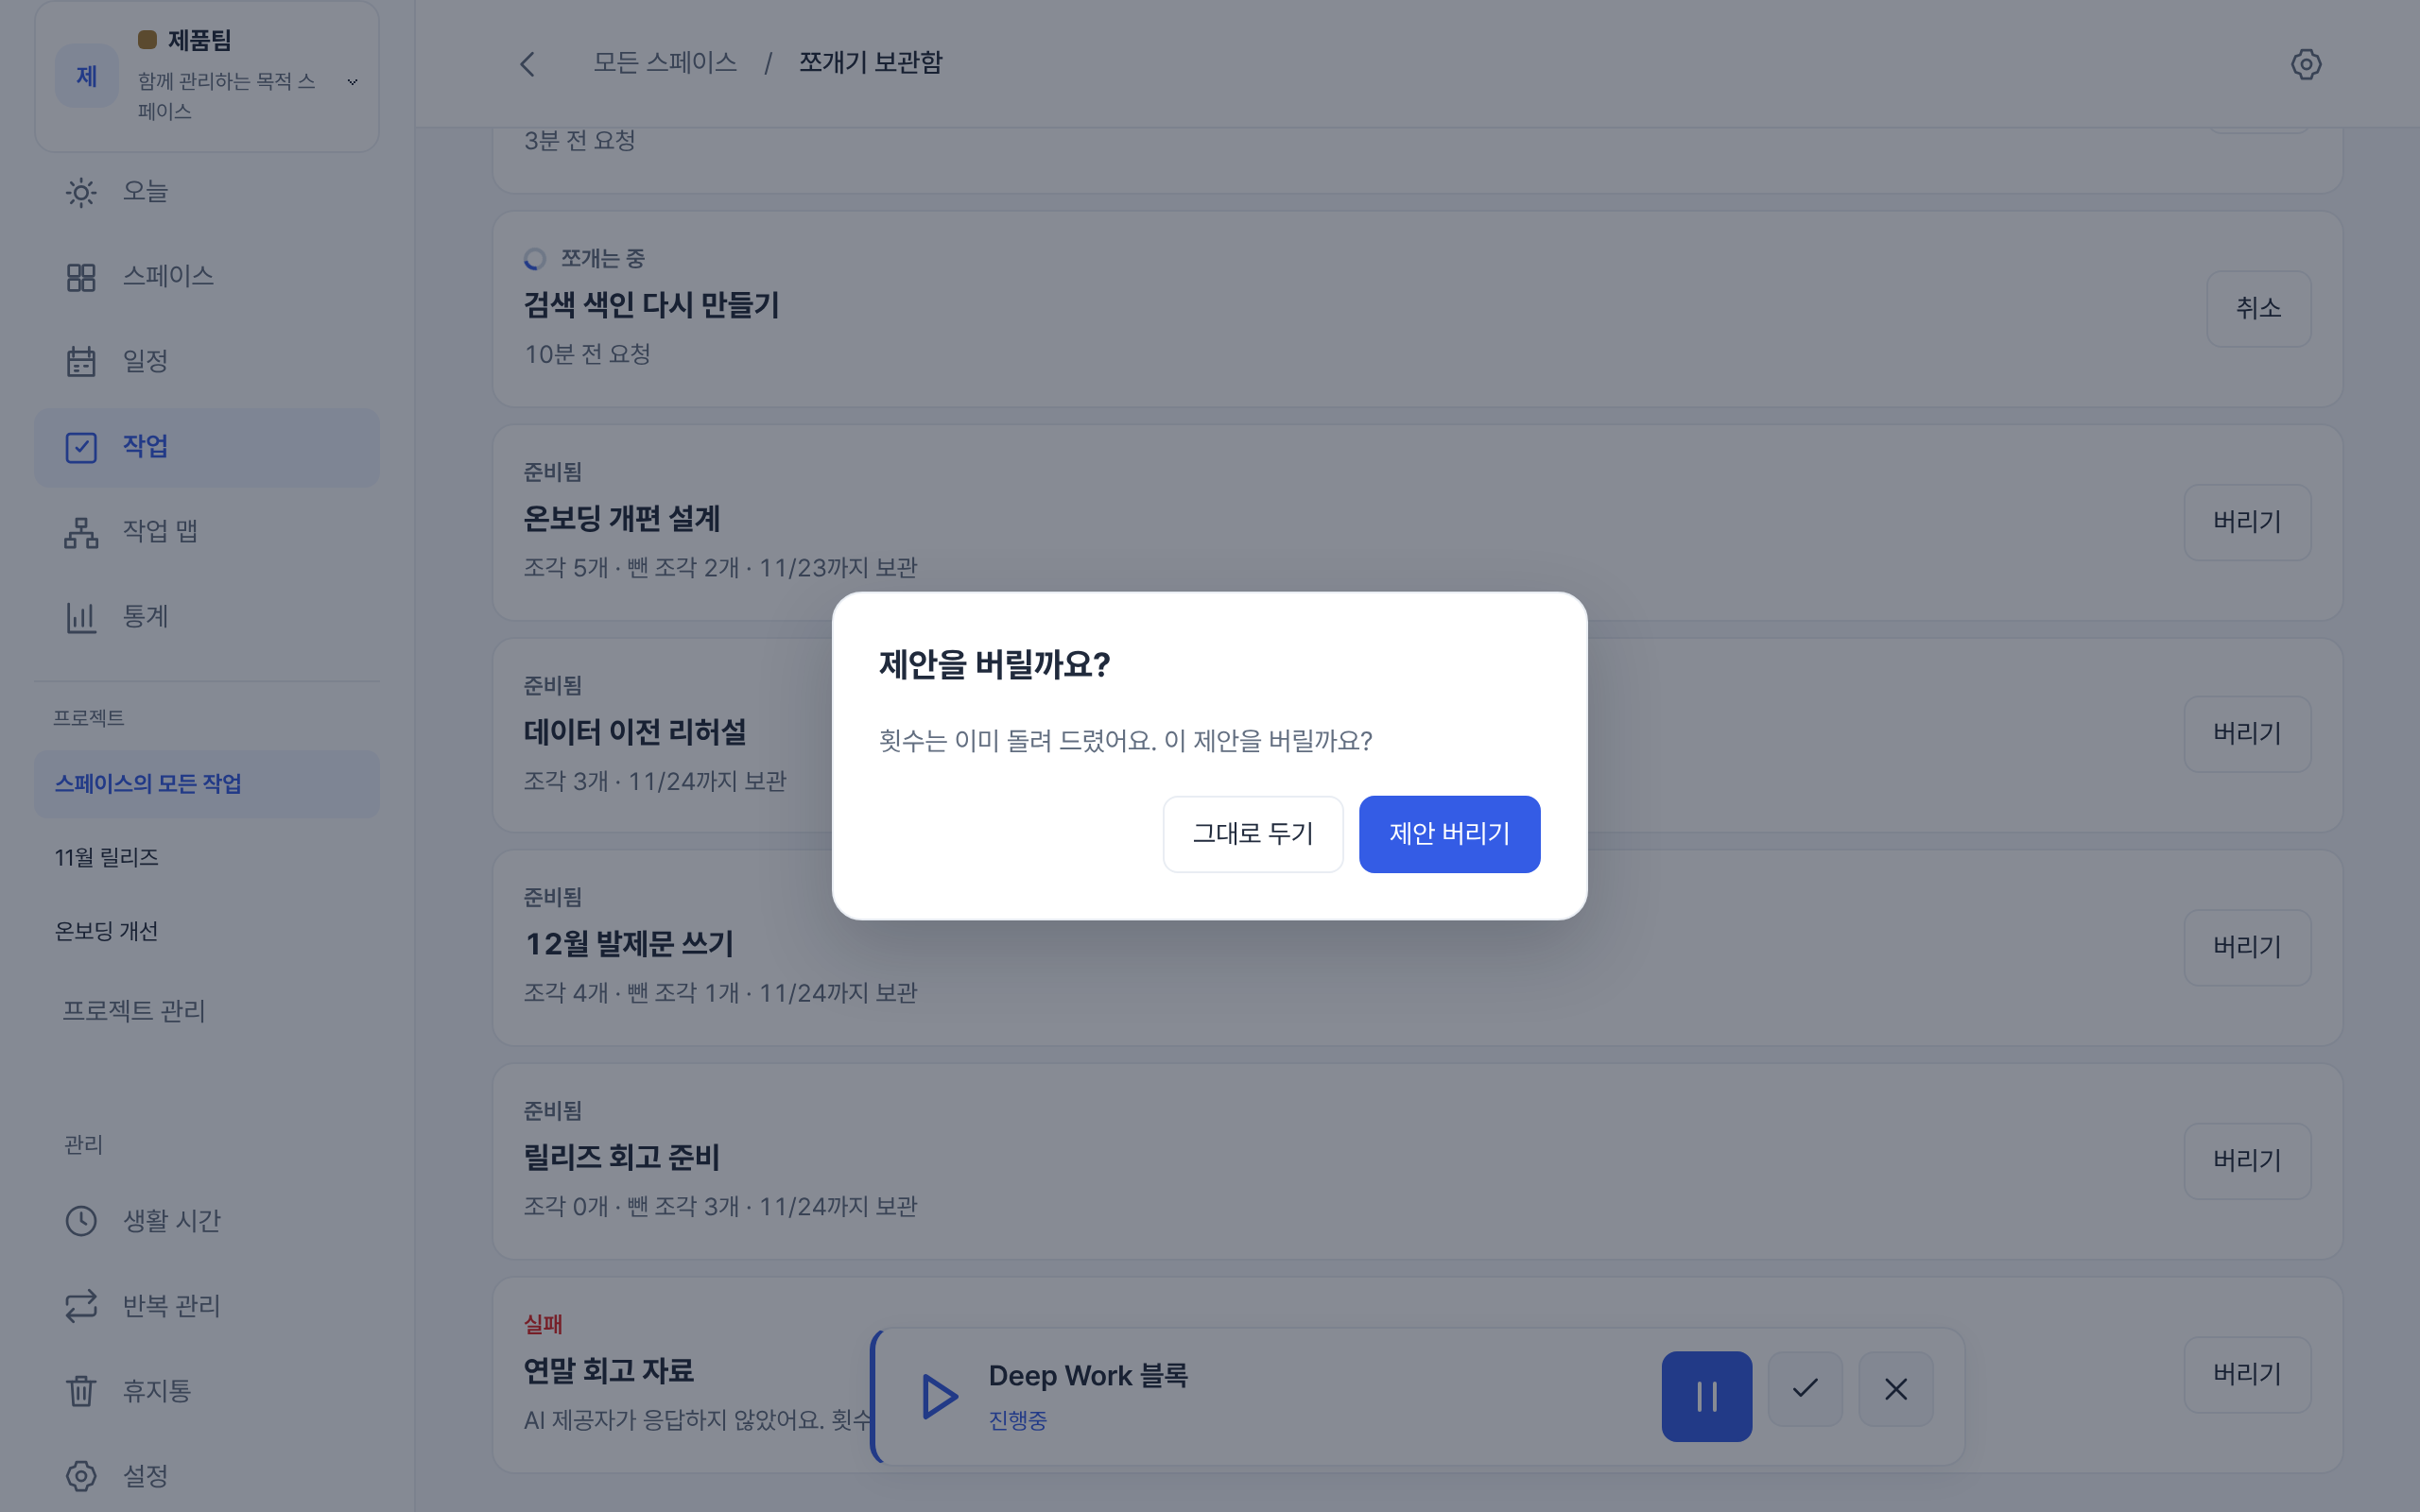 제
제품팀
함께 관리하는 목적 스
페이스
오늘
스페이스
일정
작업
작업 맵
통계
프로젝트
스페이스의 모든 작업
11월 릴리즈
온보딩 개선
프로젝트 관리
관리
생활 시간
반복 관리
휴지통
설정
모든 스페이스 / 쪼개기 보관함
3분 전 요청
쪼개는 중
검색 색인 다시 만들기
10분 전 요청
취소
준비됨
온보딩 개편 설계
조각 5개 · 뺀 조각 2개 · 11/23까지 보관
버리기
준비됨
데이터 이전 리허설
조각 3개 · 11/24까지 보관
버리기
제안을 버릴까요?
횟수는 이미 돌려 드렸어요. 이 제안을 버릴까요?
그대로 두기
제안 버리기
준비됨
12월 발제문 쓰기
조각 4개 · 뺀 조각 1개 · 11/24까지 보관
버리기
준비됨
릴리즈 회고 준비
조각 0개 · 뺀 조각 3개 · 11/24까지 보관
버리기
실패
연말 회고 자료
AI 제공자가 응답하지 않았어요. 횟수
버리기
Deep Work 블록
진행중